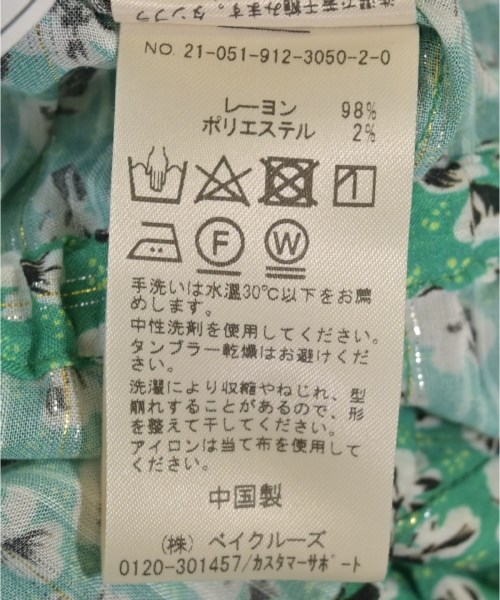 NO. 21-051-912-3050-2-0
レーヨン 98%
ポリエステル 2%
F
W
手洗いは水温30℃以下をお薦
めします。
中性洗剤を使用してください。
タンブラー乾燥はお避けくださ
い。
洗濯により収縮やねじれ、型
崩れすることがあるので、形
を整えて干してください。
アイロンは当て布を使用して
ください。
中国製
(株) ベイクルーズ
0120-301457/カスタマーサポート